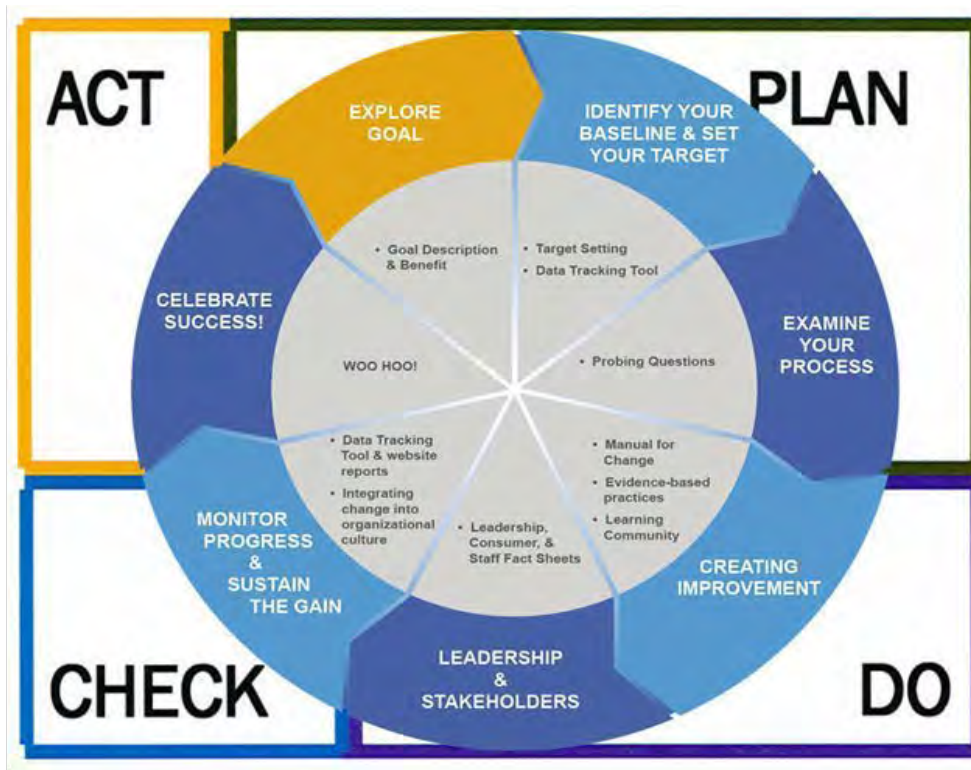 ACT
PLAN
EXPLORE
GOAL
IDENTIFY YOUR
BASELINE & SET
YOUR TARGET
• Goal Description
& Benefit
• Target Setting
• Data Tracking Tool
CELEBRATE
SUCCESS!
EXAMINE
YOUR
PROCESS
WOO HOO!
• Probing Questions
• Data Tracking
Tool & website
reports
• Integrating
change into
organizational
culture
• Manual for
Change
• Evidence-based
practices
• Learning
Community
• Leadership,
Consumer, &
Staff Fact Sheets
MONITOR
PROGRESS
&
SUSTAIN
THE GAIN
CREATING
IMPROVEMENT
LEADERSHIP
&
STAKEHOLDERS
CHECK
DO